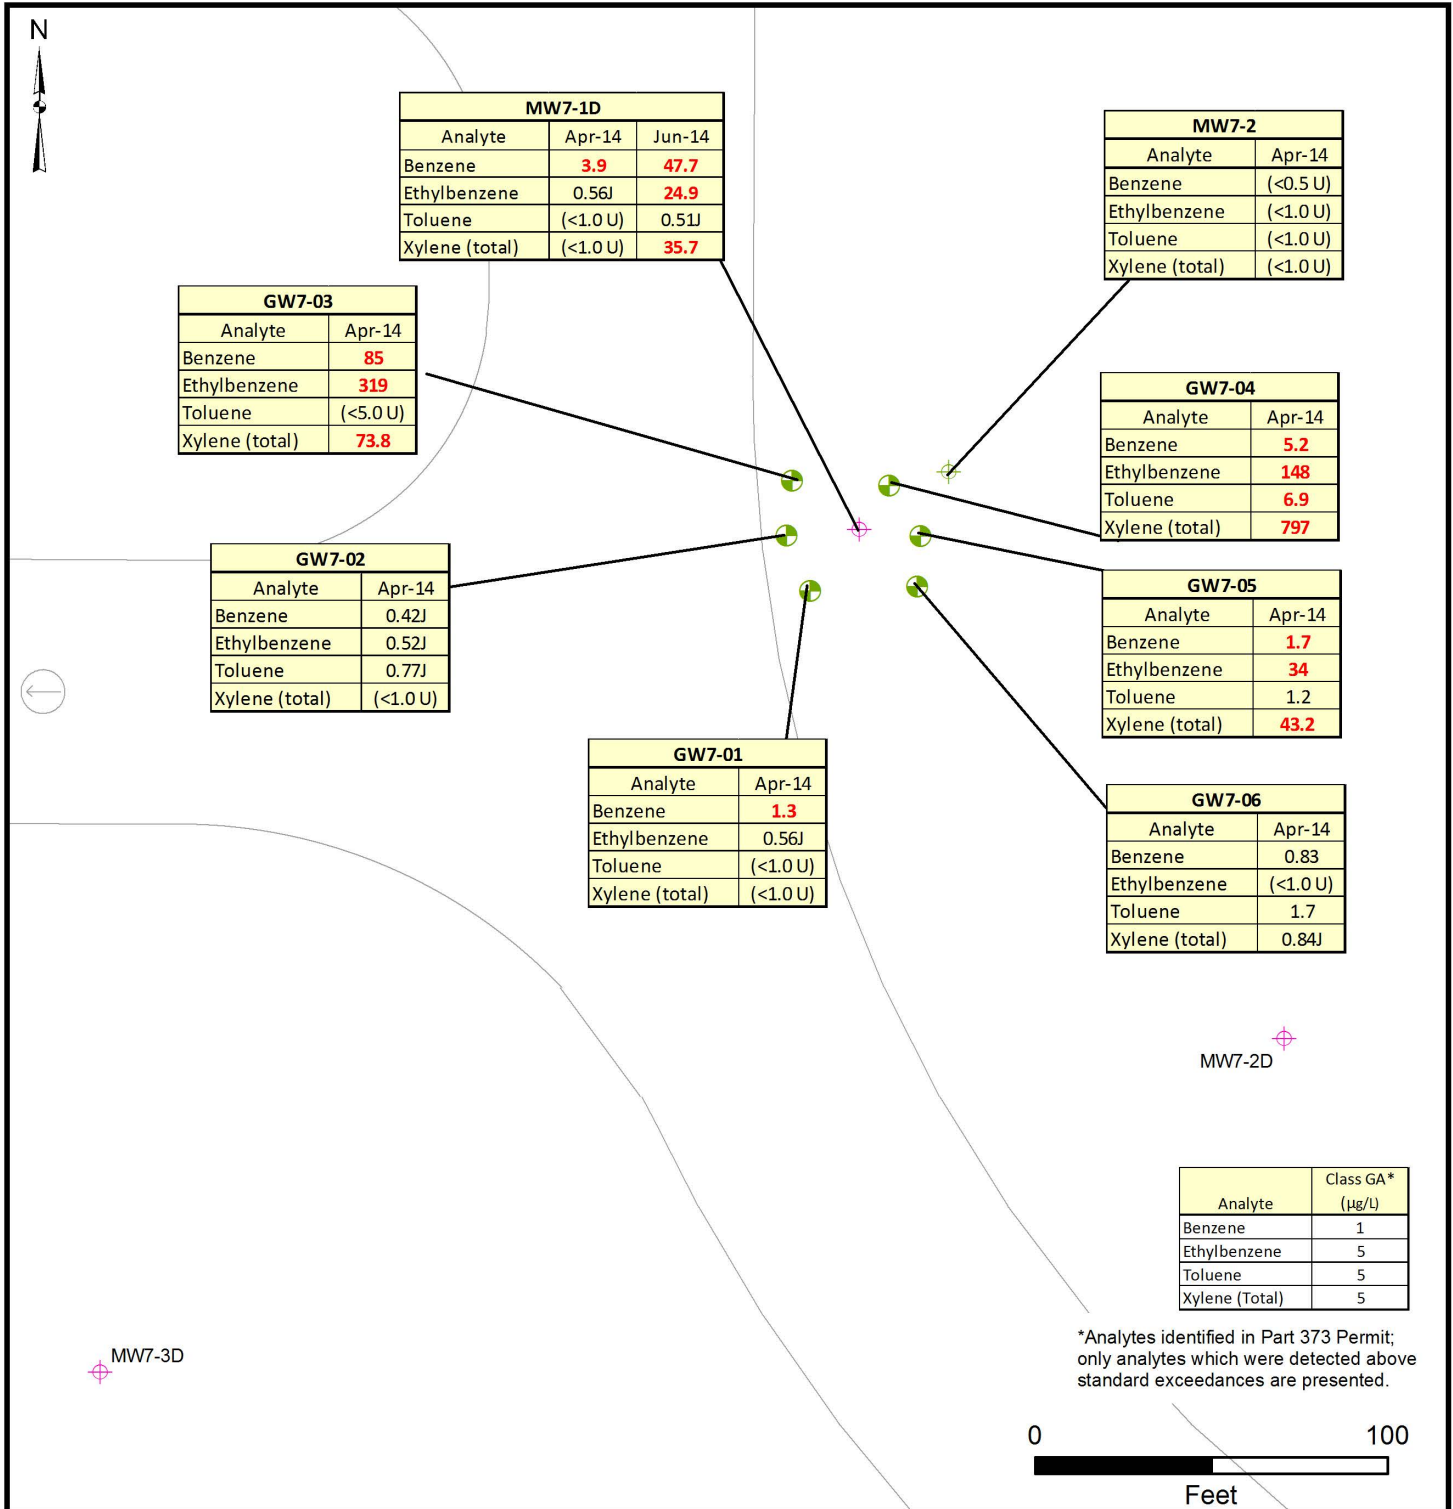 N
MW7-1D
Analyte Apr-14 Jun-14
Benzene 3.9 47.7
Ethylbenzene 0.56J 24.9
Toluene (<1.0 U) 0.51J
Xylene (total) (<1.0 U) 35.7
MW7-2
Analyte Apr-14
Benzene (<0.5 U)
Ethylbenzene (<1.0 U)
Toluene (<1.0 U)
Xylene (total) (<1.0 U)
GW7-03
Analyte Apr-14
Benzene 85
Ethylbenzene 319
Toluene (<5.0 U)
Xylene (total) 73.8
GW7-04
Analyte Apr-14
Benzene 5.2
Ethylbenzene 148
Toluene 6.9
Xylene (total) 797
GW7-02
Analyte Apr-14
Benzene 0.42J
Ethylbenzene 0.52J
Toluene 0.77J
Xylene (total) (<1.0 U)
GW7-05
Analyte Apr-14
Benzene 1.7
Ethylbenzene 34
Toluene 1.2
Xylene (total) 43.2
GW7-01
Analyte Apr-14
Benzene 1.3
Ethylbenzene 0.56J
Toluene (<1.0 U)
Xylene (total) (<1.0 U)
GW7-06
Analyte Apr-14
Benzene 0.83
Ethylbenzene (<1.0 U)
Toluene 1.7
Xylene (total) 0.84J
MW7-2D
Class GA*
Analyte (µg/L)
Benzene 1
Ethylbenzene 5
Toluene 5
Xylene (Total) 5
*Analytes identified in Part 373 Permit;
only analytes which were detected above
standard exceedances are presented.
MW7-3D
0 100
Feet